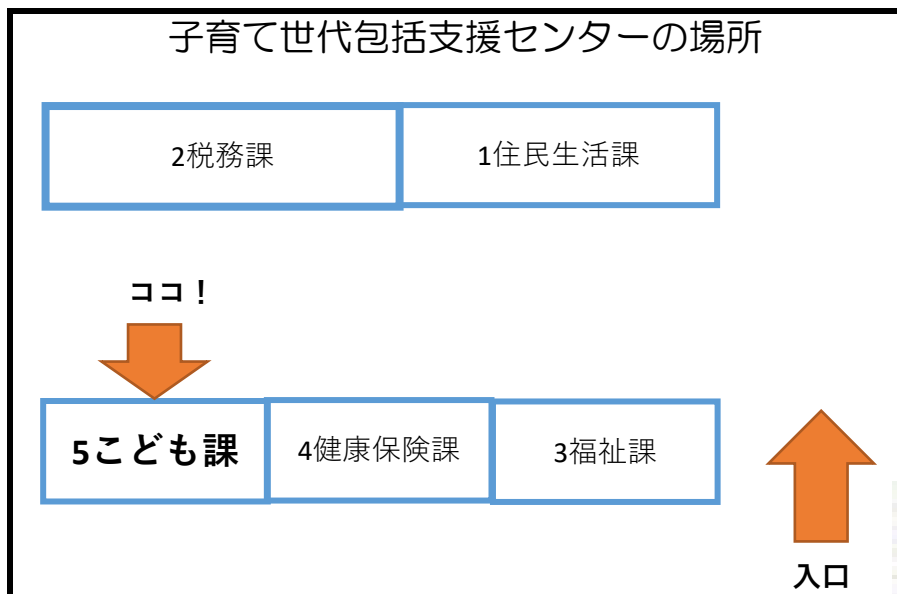 子育て世代包括支援センターの場所
2税務課
1住民生活課
ココ！
5こども課
4健康保険課
3福祉課
入口